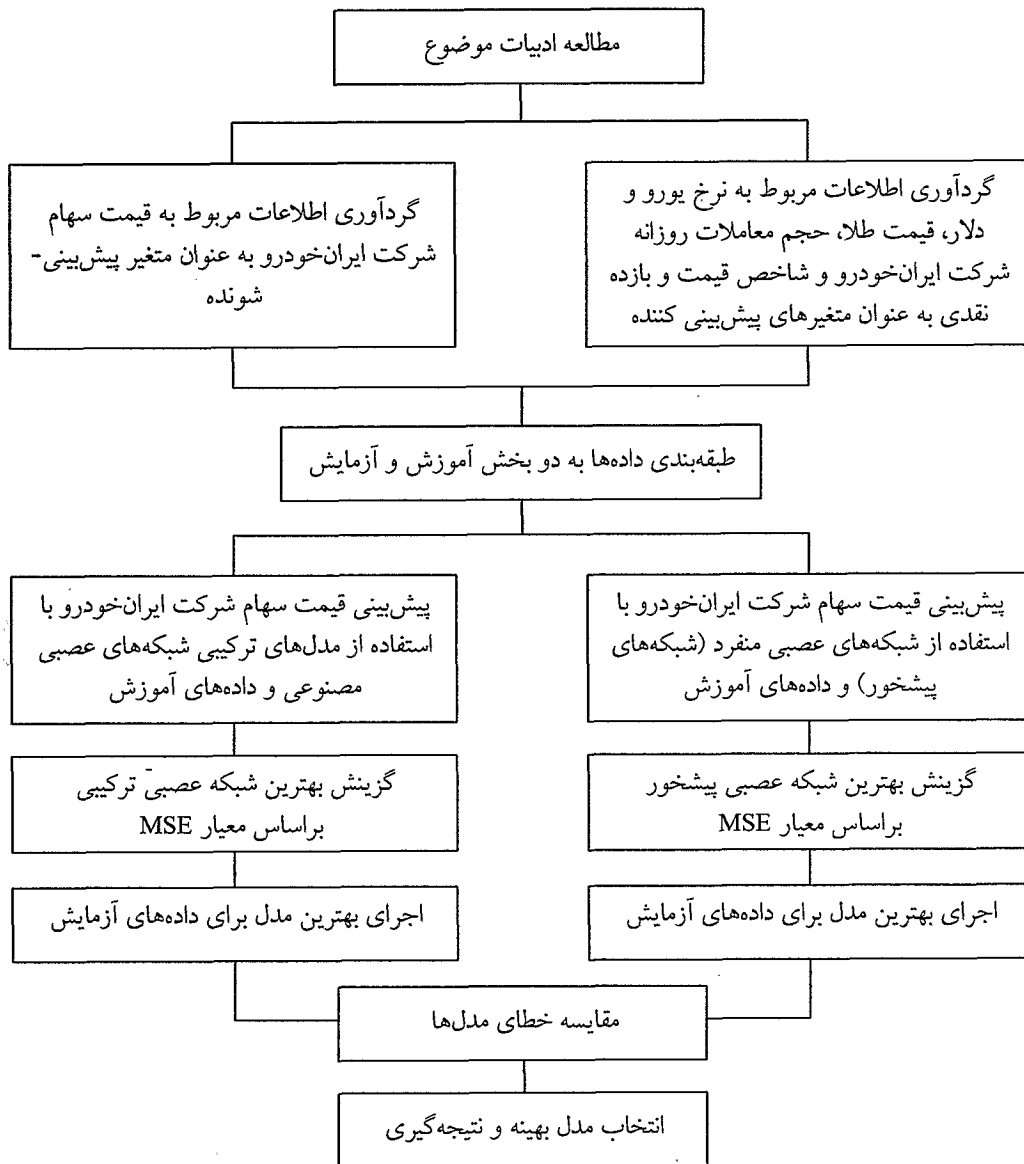 مطالعه ادبیات موضوع
گردآوری اطلاعات مربوط به نرخ یورو و
دلار، قیمت طلا، حجم معاملات روزانه
شرکت ایران‌خودرو و شاخص قیمت و بازده
نقدی به عنوان متغیرهای پیش‌بینی کننده
گردآوری اطلاعات مربوط به قیمت سهام
شرکت ایران‌خودرو به عنوان متغیر پیش‌بینی-
شونده
طبقه‌بندی داده‌ها به دو بخش آموزش و آزمایش
پیش‌بینی قیمت سهام شرکت ایران‌خودرو با
استفاده از شبکه‌های عصبی منفرد (شبکه‌های
پیشخور) و داده‌های آموزش
پیش‌بینی قیمت سهام شرکت ایران‌خودرو با
استفاده از مدل‌های ترکیبی شبکه‌های عصبی
مصنوعی و داده‌های آموزش
گزینش بهترین شبکه عصبی پیشخور
براساس معیار MSE
گزینش بهترین شبکه عصبی ترکیبی
براساس معیار MSE
اجرای بهترین مدل برای داده‌های آزمایش
اجرای بهترین مدل برای داده‌های آزمایش
مقایسه خطای مدل‌ها
انتخاب مدل بهینه و نتیجه‌گیری